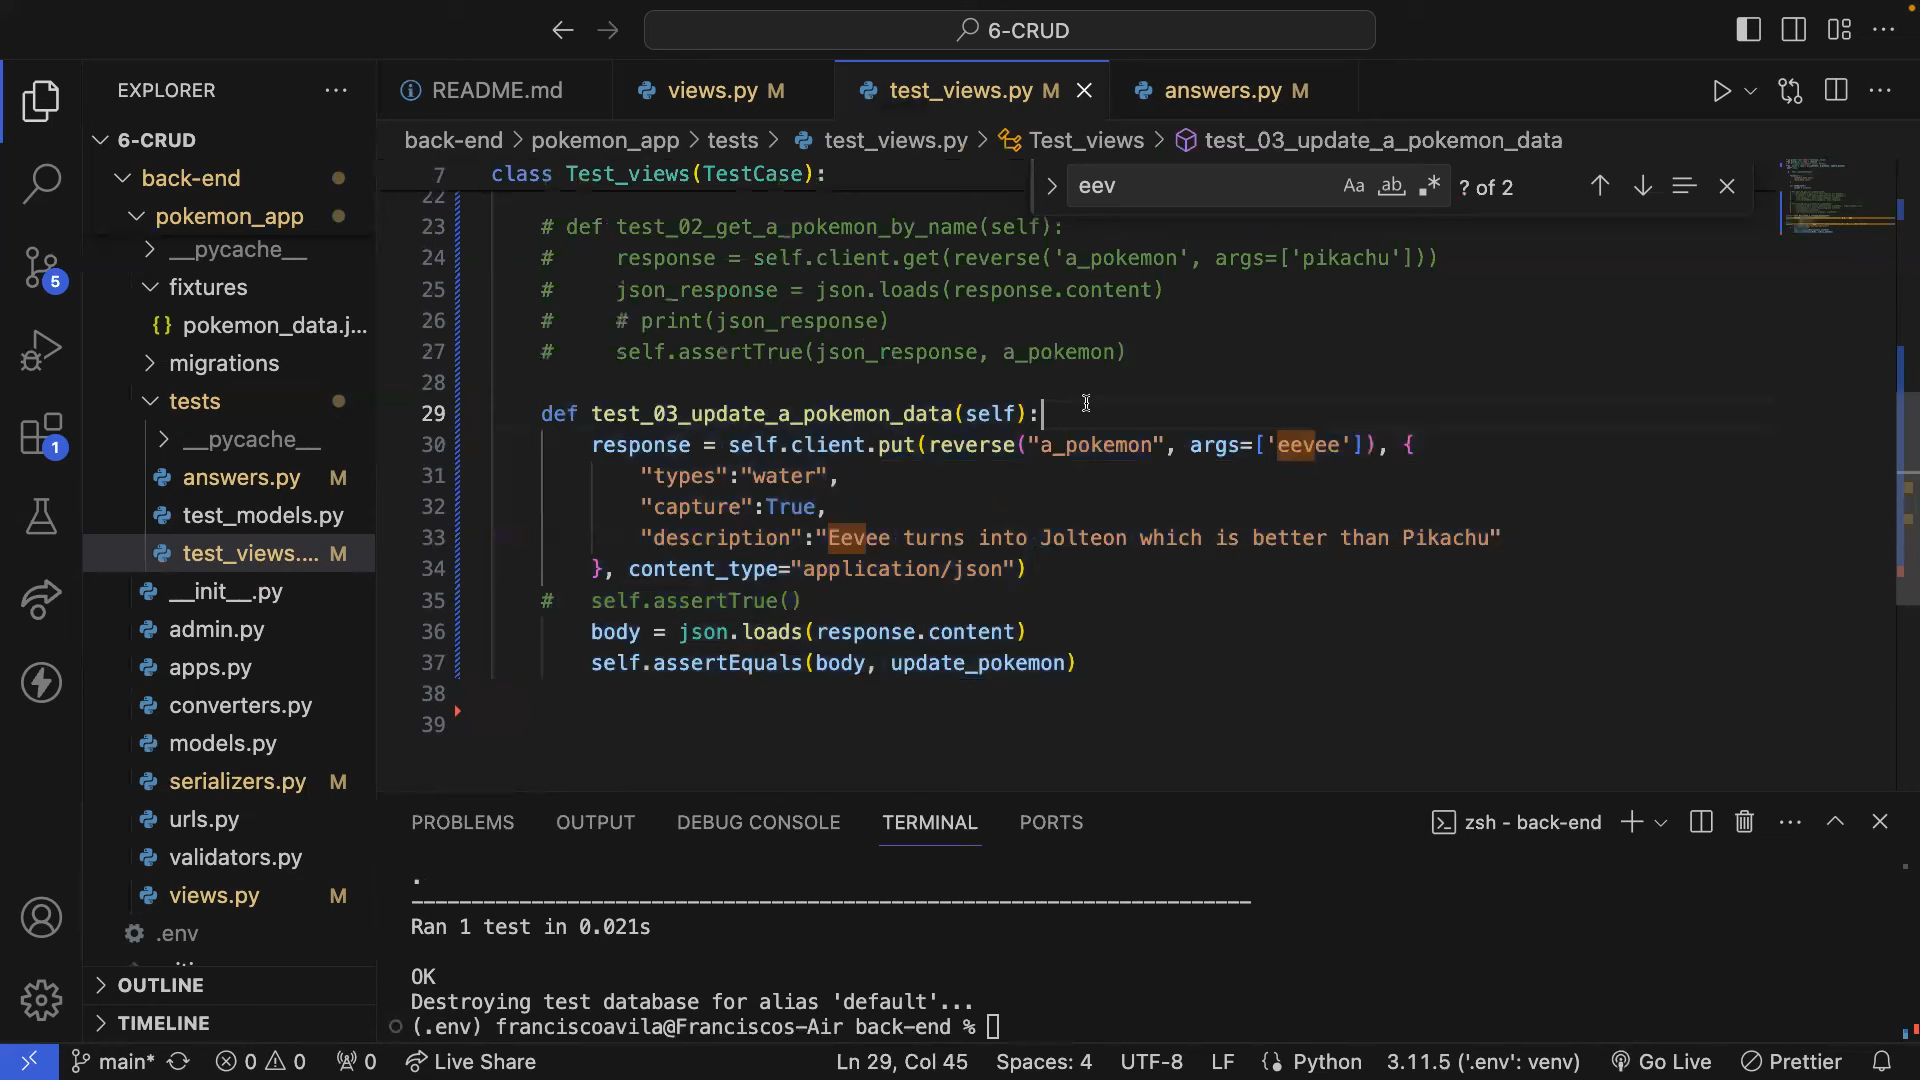 6-CRUD
EXPLORER
README.md
views.py M
test_views.py M
answers.py M
6-CRUD
back-end > pokemon_app > tests > test_views.py > Test_views > test_03_update_a_pokemon_data
back-end
pokemon_app
__pycache__
fixtures
{} pokemon_data.j...
migrations
tests
__pycache__
answers.py M
test_models.py
test_views.... M
__init__.py
admin.py
apps.py
converters.py
models.py
serializers.py M
urls.py
validators.py
views.py M
.env
OUTLINE
TIMELINE
5
1
eev
Aa ab ? of 2
7 class Test_views(TestCase):
22
23 # def test_02_get_a_pokemon_by_name(self):
24 # response = self.client.get(reverse('a_pokemon', args=['pikachu']))
25 # json_response = json.loads(response.content)
26 # # print(json_response)
27 # self.assertTrue(json_response, a_pokemon)
28
29 def test_03_update_a_pokemon_data(self):
30 response = self.client.put(reverse("a_pokemon", args=['eevee']), {
31 "types":"water",
32 "capture":True,
33 "description":"Eevee turns into Jolteon which is better than Pikachu"
34 }, content_type="application/json")
35 # self.assertTrue()
36 body = json.loads(response.content)
37 self.assertEquals(body, update_pokemon)
38
39
PROBLEMS OUTPUT DEBUG CONSOLE TERMINAL PORTS
zsh - back-end
.
----------------------------------------------------------------------
Ran 1 test in 0.021s
OK
Destroying test database for alias 'default'...
(.env) franciscoavila@Franciscos-Air back-end %
main* 0 0 0 Live Share
Ln 29, Col 45 Spaces: 4 UTF-8 LF Python 3.11.5 ('.env': venv) Go Live Prettier